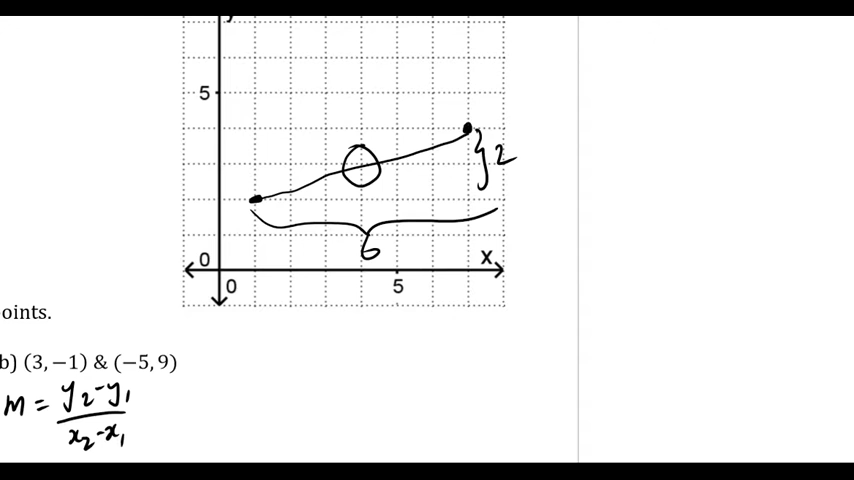 y
5
2
6
0
x
0
5
oints.
b) (3, −1) & (−5, 9)
m = y₂-y₁
x₂-x₁